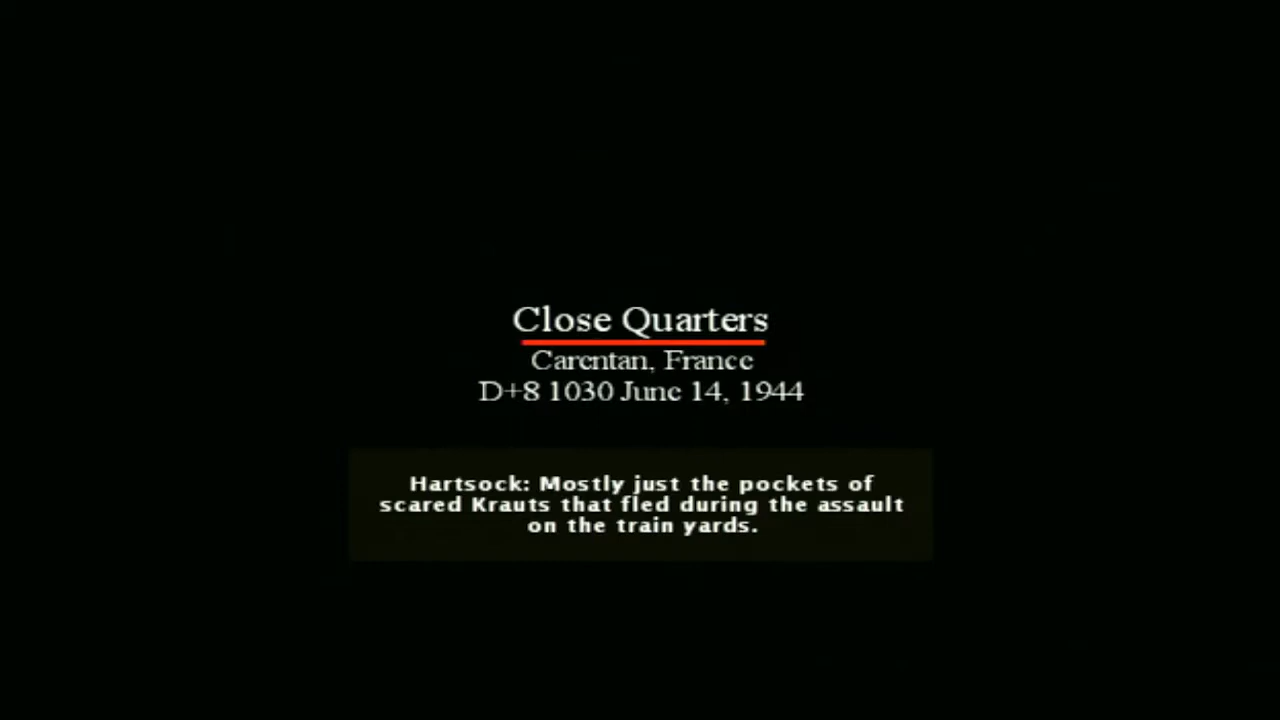 Close Quarters
Carentan, France
D+8 1030 June 14, 1944
Hartsock: Mostly just the pockets of
scared Krauts that fled during the assault
on the train yards.